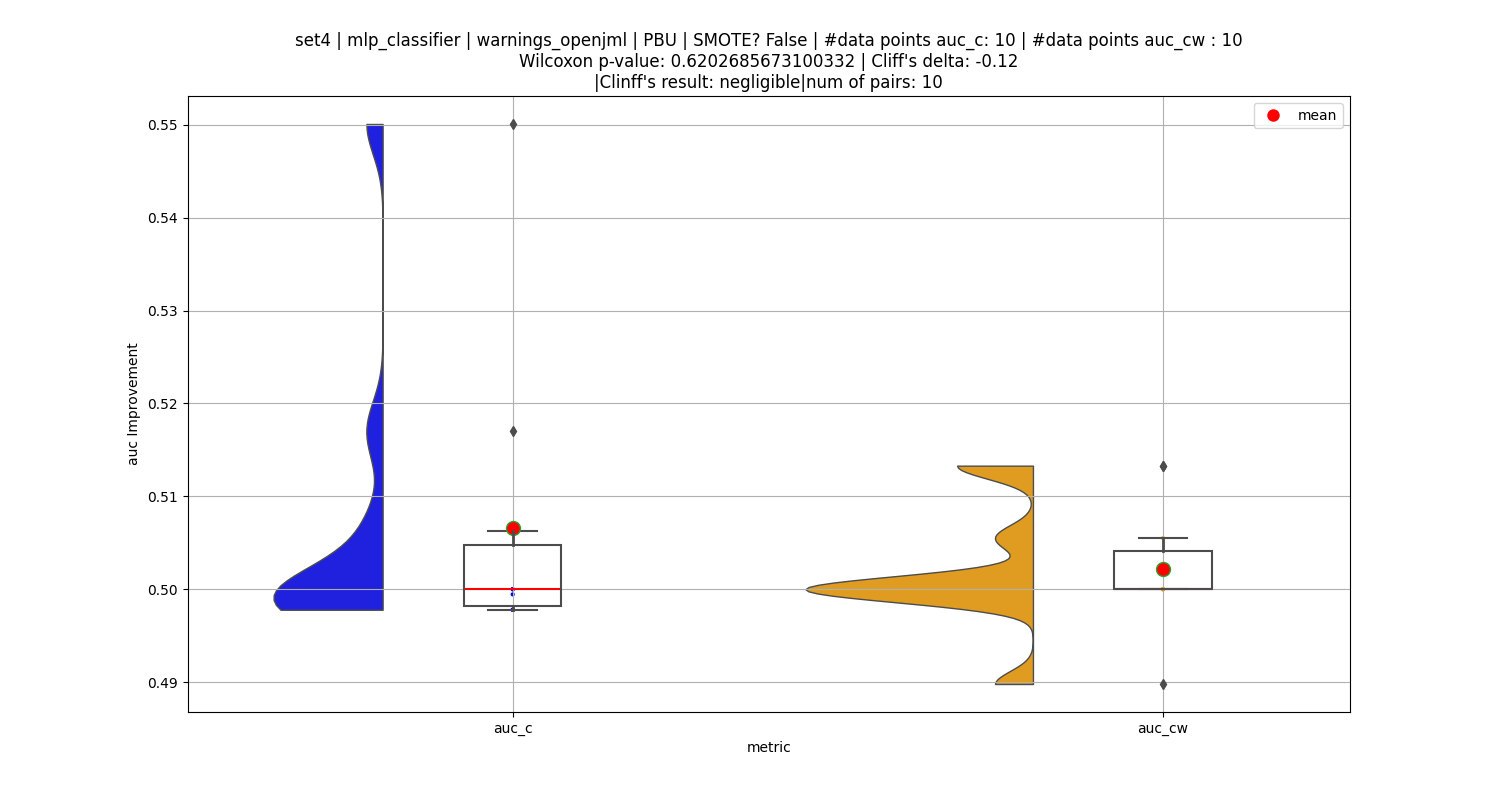 set4 | mlp_classifier | warnings_openjml | PBU | SMOTE? False | #data points auc_c: 10 | #data points auc_cw : 10
Wilcoxon p-value: 0.6202685673100332 | Cliff's delta: -0.12
|Clinff's result: negligible|num of pairs: 10
mean
0.55
0.54
0.53
0.52
0.51
0.50
0.49
auc Improvement
auc_c
auc_cw
metric